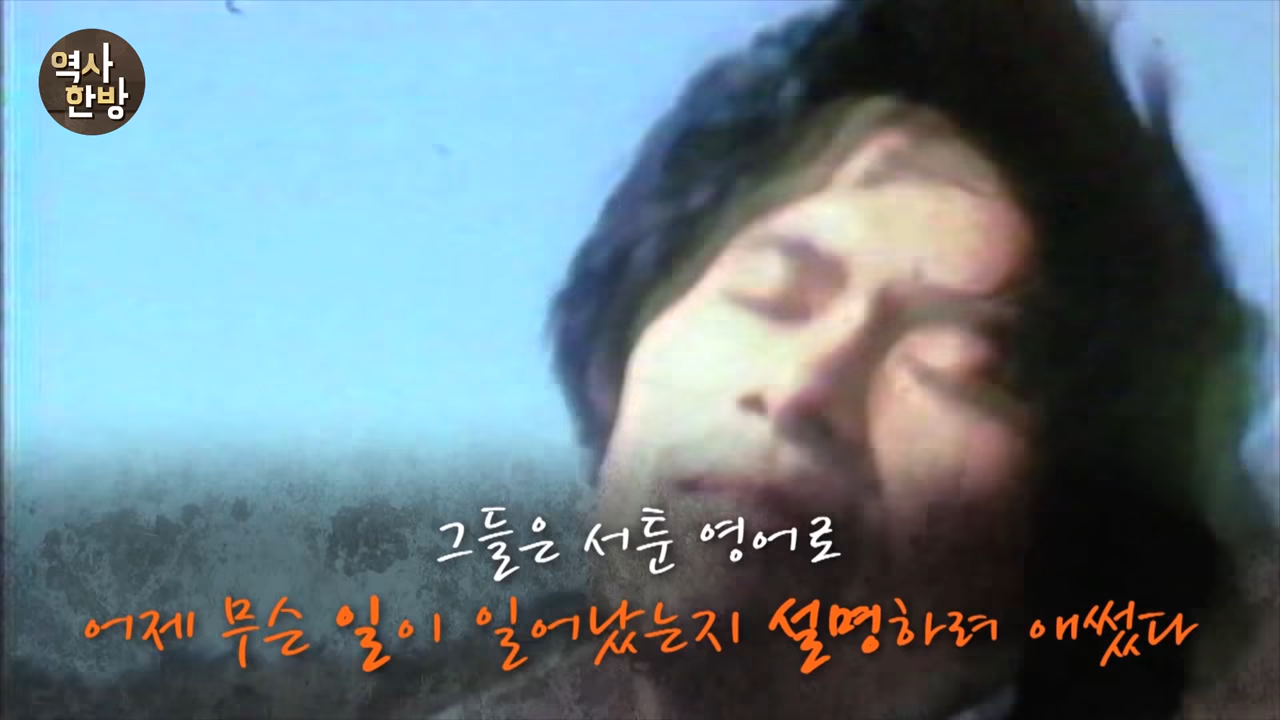 역사
한방
그들은 서툰 영어로
어제 무슨 일이 일어났는지 설명하려 애썼다